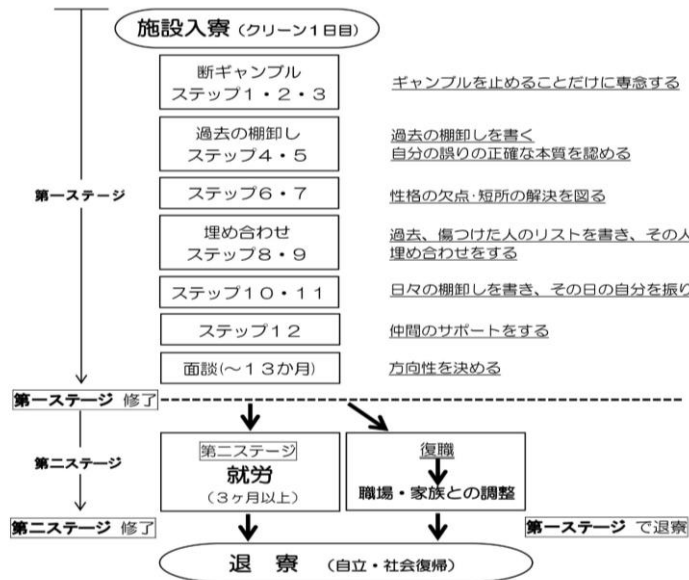 施設入寮（クリーン１日目）
断ギャンブル
ステップ１・２・３
ギャンブルを止めることだけに専念する
過去の棚卸し
ステップ４・５
過去の棚卸しを書く
自分の誤りの正確な本質を認める
第一ステージ
ステップ６・７
性格の欠点・短所の解決を図る
埋め合わせ
ステップ８・９
過去、傷つけた人のリストを書き、その人
埋め合わせをする
ステップ１０・１１
日々の棚卸しを書き、その日の自分を振り
ステップ１２
仲間のサポートをする
面談(～１３か月)
方向性を決める
第一ステージ 修了
第二ステージ
第二ステージ
就労
（３ヶ月以上）
復職
職場・家族との調整
第二ステージ 修了
第一ステージ で退寮
退 寮 （自立・社会復帰）